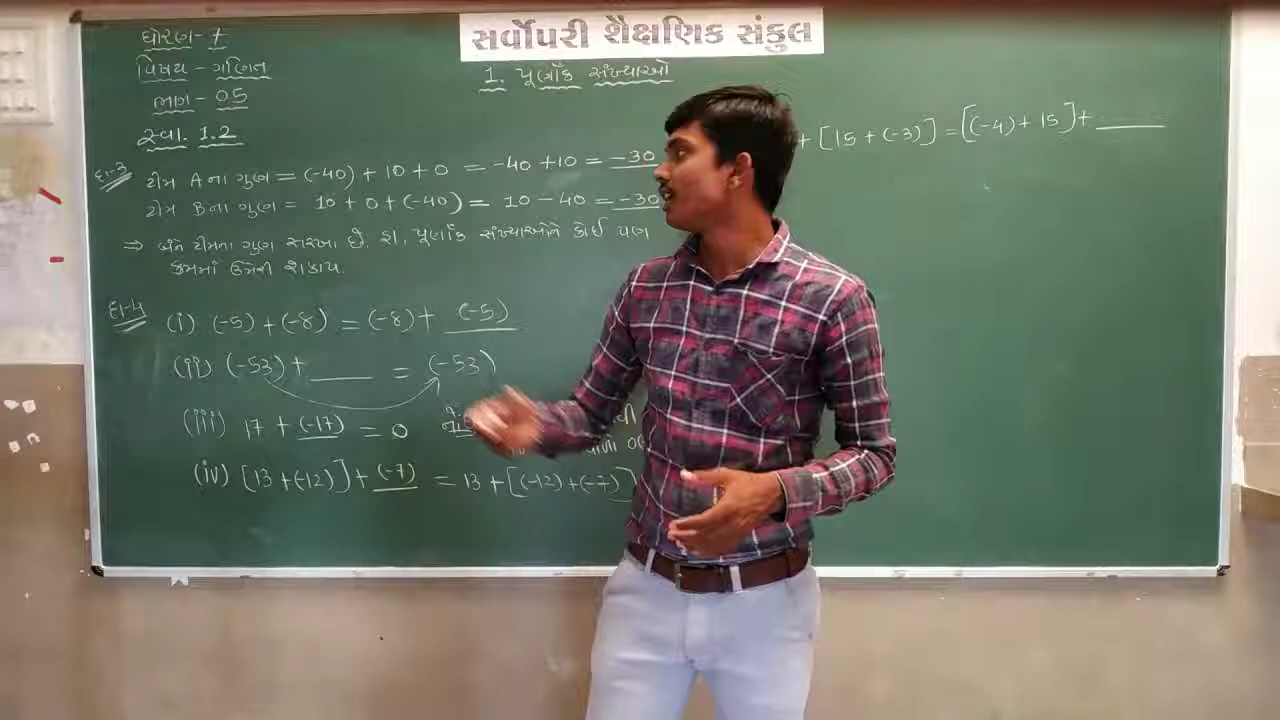 સર્વોપરી શૈક્ષણિક સંકુલ
ધોરણ - 7
વિષય - ગણિત
ભાગ - 05
સ્વા. 1.2
1. પૂર્ણાંક સંખ્યાઓ
દા-3 ટીમ A ના ગુણ = (-40) + 10 + 0 = -40 + 10 = -30
ટીમ B ના ગુણ = 10 + 0 + (-40) = 10 - 40 = -30
⇒ બંને ટીમના ગુણ સરખા છે. હા, પૂર્ણાંક સંખ્યાઓને કોઈ પણ
ક્રમમાં ઉમેરી શકાય.
દા-4 (i) (-5) + (-8) = (-8) + (-5)
(ii) (-53) + ____ = (-53)
(iii) 17 + (-17) = 0
(iv) [13 + (-12)] + (-7) = 13 + [(-12) + (-7)]
+ [15 + (-3)] = [(-4) + 15] + ____